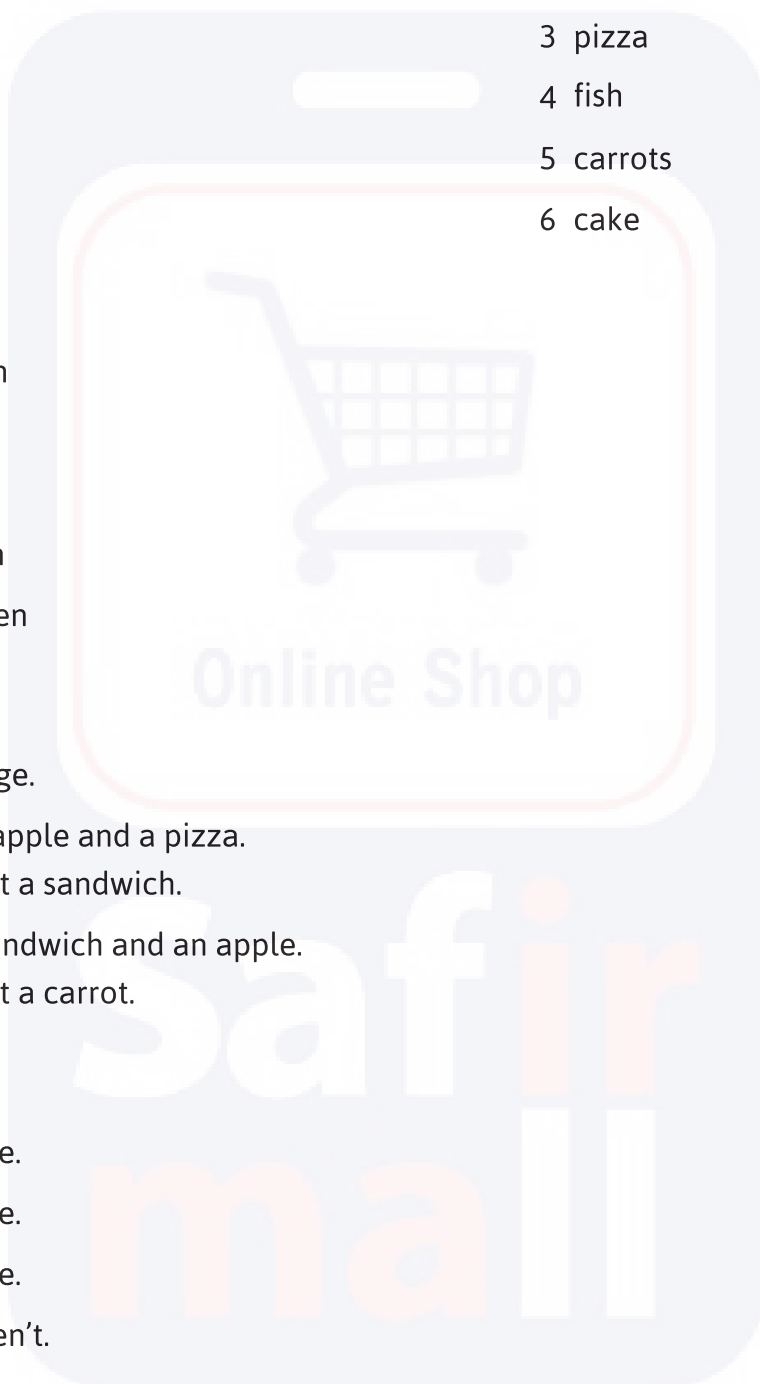 3 pizza
4 fish
5 carrots
6 cake
n
en
ge.
apple and a pizza.
t a sandwich.
ndwich and an apple.
t a carrot.
e.
e.
e.
en't.
Online Shop
Safir
mall